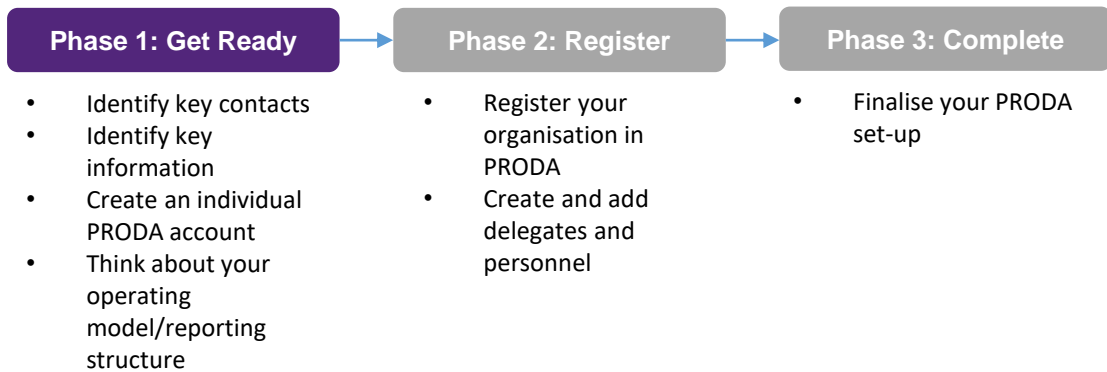 Phase 1: Get Ready
• Identify key contacts
• Identify key
information
• Create an individual
PRODA account
• Think about your
operating
model/reporting
structure
Phase 2: Register
• Register your
organisation in
PRODA
• Create and add
delegates and
personnel
Phase 3: Complete
• Finalise your PRODA
set-up